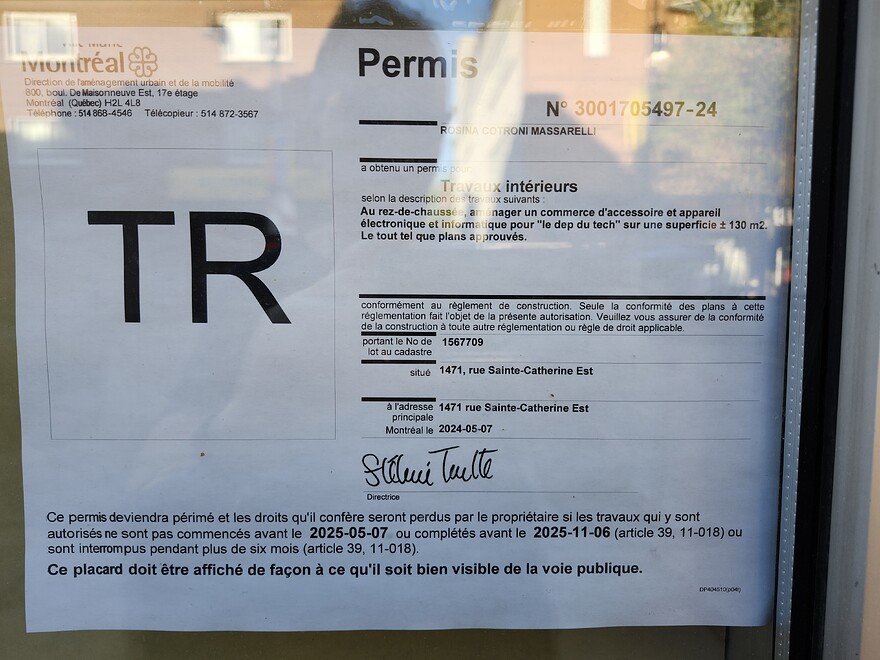 Ville-Marie
Montréal
Direction de l'aménagement urbain et de la mobilité
800, boul. De Maisonneuve Est, 17e étage
Montréal (Québec) H2L 4L8
Téléphone : 514 868-4546 Télécopieur : 514 872-3567
TR
Permis
N° 3001705497-24
ROSINA COTRONI MASSARELLI
a obtenu un permis pour:
Travaux intérieurs
selon la description des travaux suivants :
Au rez-de-chaussée, aménager un commerce d'accessoire et appareil
électronique et informatique pour "le dep du tech" sur une superficie ± 130 m2.
Le tout tel que plans approuvés.
conformément au règlement de construction. Seule la conformité des plans à cette
réglementation fait l'objet de la présente autorisation. Veuillez vous assurer de la conformité
de la construction à toute autre réglementation ou règle de droit applicable.
portant le No de
lot au cadastre 1567709
situé 1471, rue Sainte-Catherine Est
à l'adresse
principale 1471 rue Sainte-Catherine Est
Montréal le 2024-05-07
Directrice
Ce permis deviendra périmé et les droits qu'il confère seront perdus par le propriétaire si les travaux qui y sont
autorisés ne sont pas commencés avant le 2025-05-07 ou complétés avant le 2025-11-06 (article 39, 11-018) ou
sont interrompus pendant plus de six mois (article 39, 11-018).
Ce placard doit être affiché de façon à ce qu'il soit bien visible de la voie publique.
DP404510(p04f)